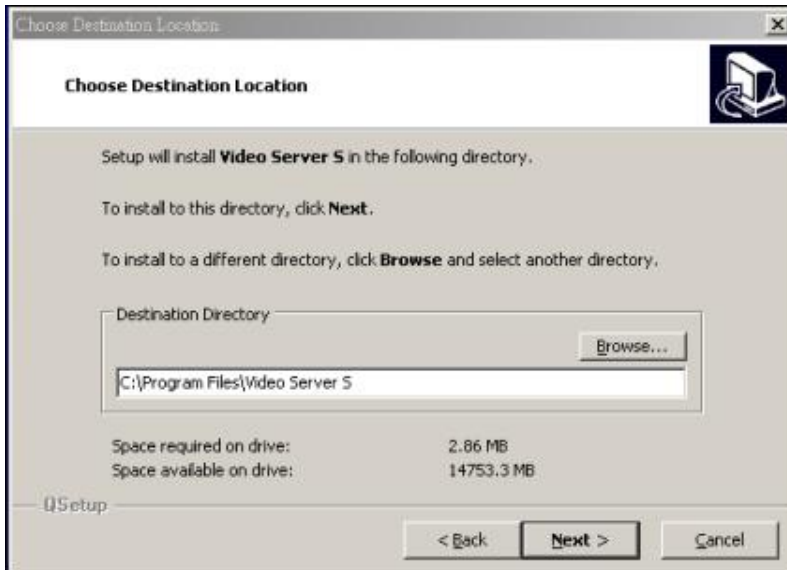 Choose Destination Location
Choose Destination Location
Setup will install Video Server S in the following directory.
To install to this directory, click Next.
To install to a different directory, click Browse and select another directory.
Destination Directory
Browse...
C:\Program Files\Video Server S
Space required on drive: 2.86 MB
Space available on drive: 14753.3 MB
QSetup
< Back Next > Cancel